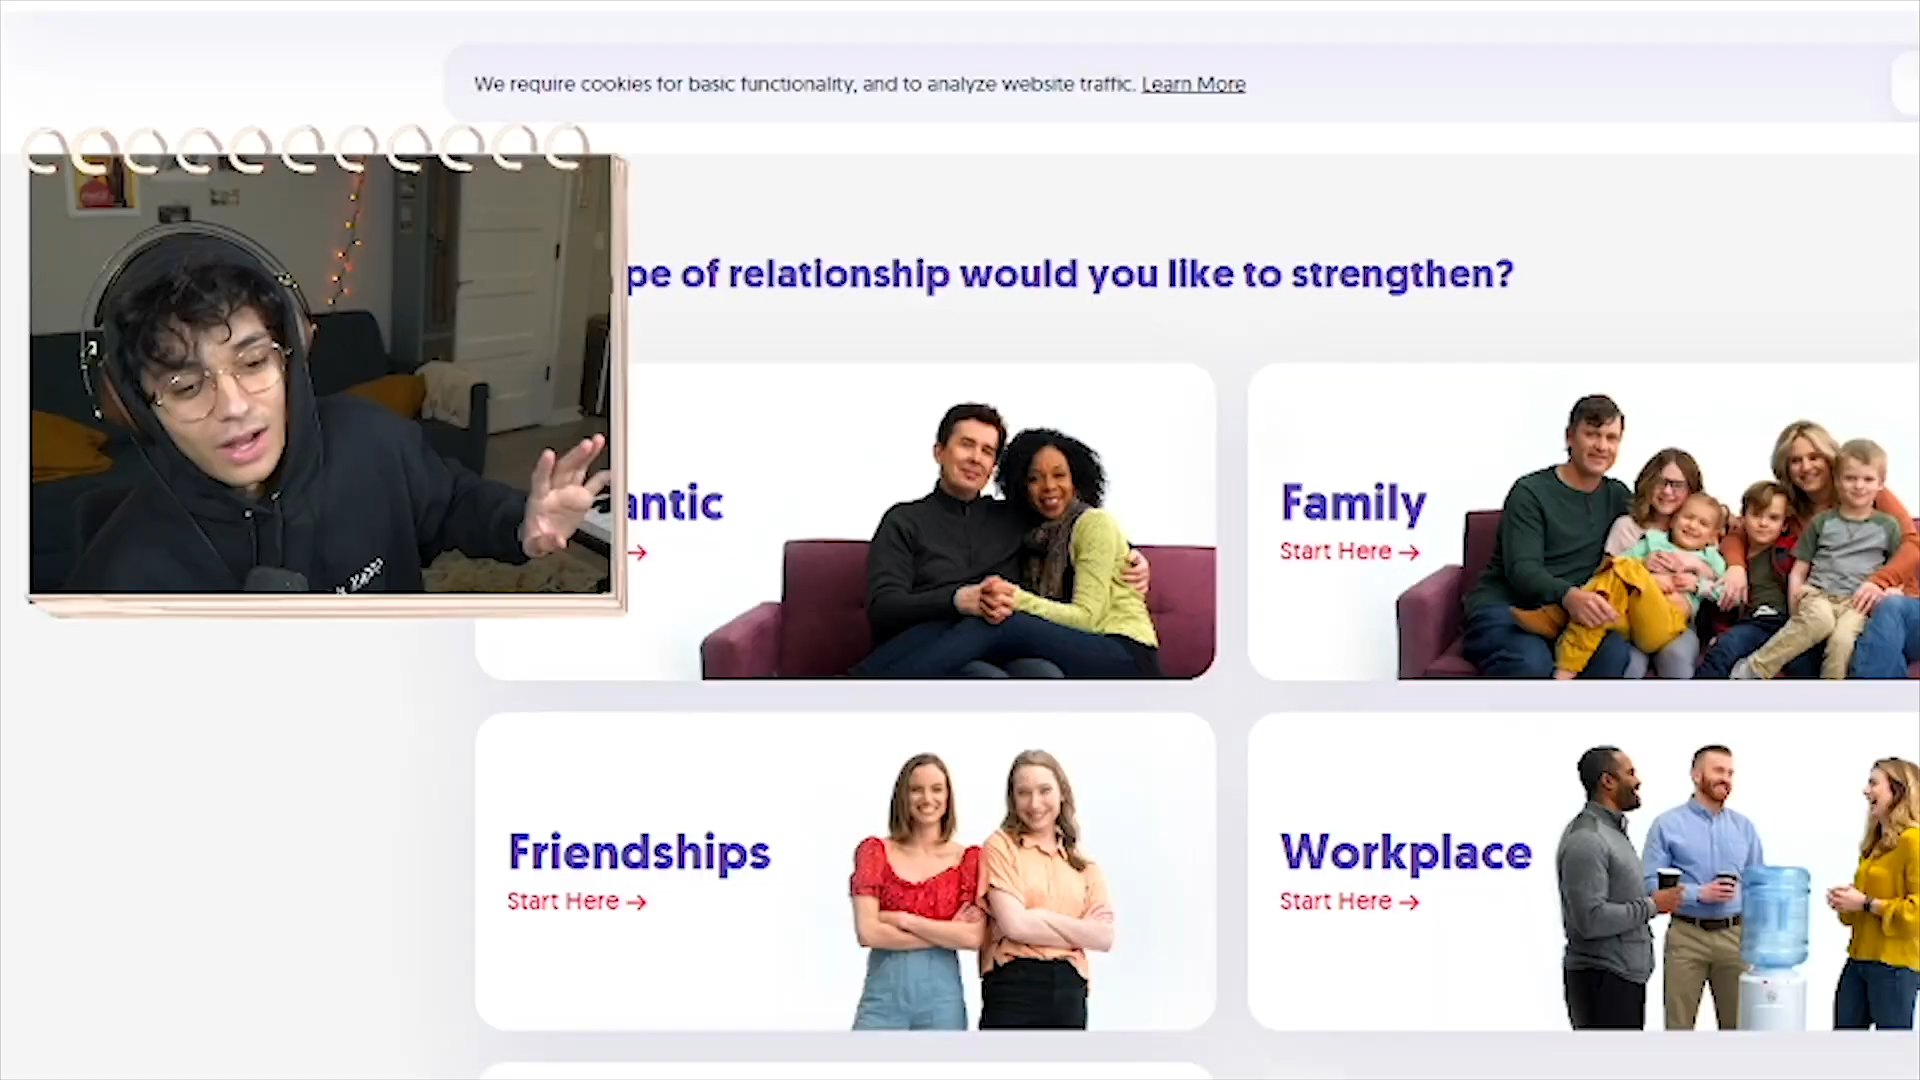 We require cookies for basic functionality, and to analyze website traffic. Learn More
pe of relationship would you like to strengthen?
antic
→
Family
Start Here →
Friendships
Start Here →
Workplace
Start Here →